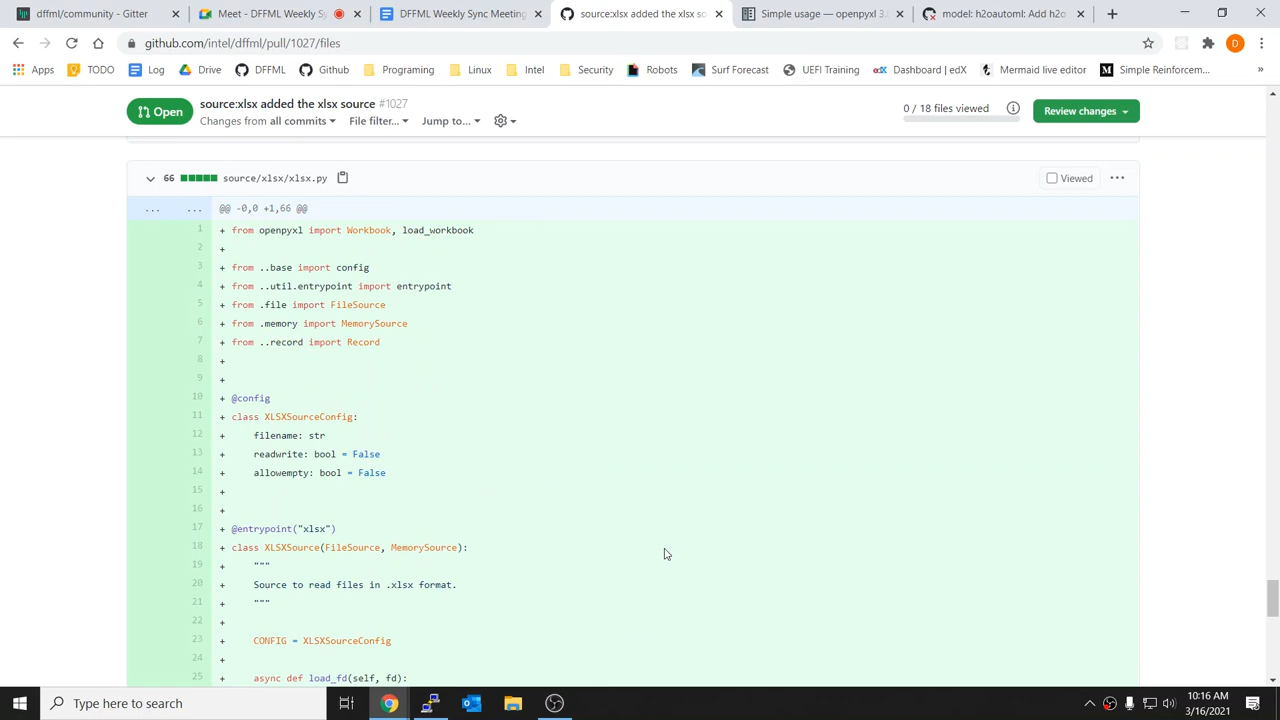 dffml/community - Gitter
Meet - DFFML Weekly Sy
DFFML Weekly Sync Meeting
source:xlsx added the xlsx so
Simple usage — openpyxl 3.
model: h2oautoml: Add h2o
github.com/intel/dffml/pull/1027/files
D
Apps
TODO
Log
Drive
DFFML
Github
Programing
Linux
Intel
Security
Robots
Surf Forecast
UEFI Training
edX
Dashboard | edX
Mermaid live editor
M
Simple Reinforcem...
»
Open
source:xlsx added the xlsx source #1027
Changes from all commits
File filter...
Jump to...
0 / 18 files viewed
Review changes
66
source/xlsx/xlsx.py
Viewed
...
... ... @@ -0,0 +1,66 @@
1 + from openpyxl import Workbook, load_workbook
2 +
3 + from ..base import config
4 + from ..util.entrypoint import entrypoint
5 + from .file import FileSource
6 + from .memory import MemorySource
7 + from ..record import Record
8 +
9 +
10 + @config
11 + class XLSXSourceConfig:
12 + filename: str
13 + readwrite: bool = False
14 + allowempty: bool = False
15 +
16 +
17 + @entrypoint("xlsx")
18 + class XLSXSource(FileSource, MemorySource):
19 + """
20 + Source to read files in .xlsx format.
21 + """
22 +
23 + CONFIG = XLSXSourceConfig
24 +
25 + async def load_fd(self, fd):
Type here to search
10:16 AM
3/16/2021